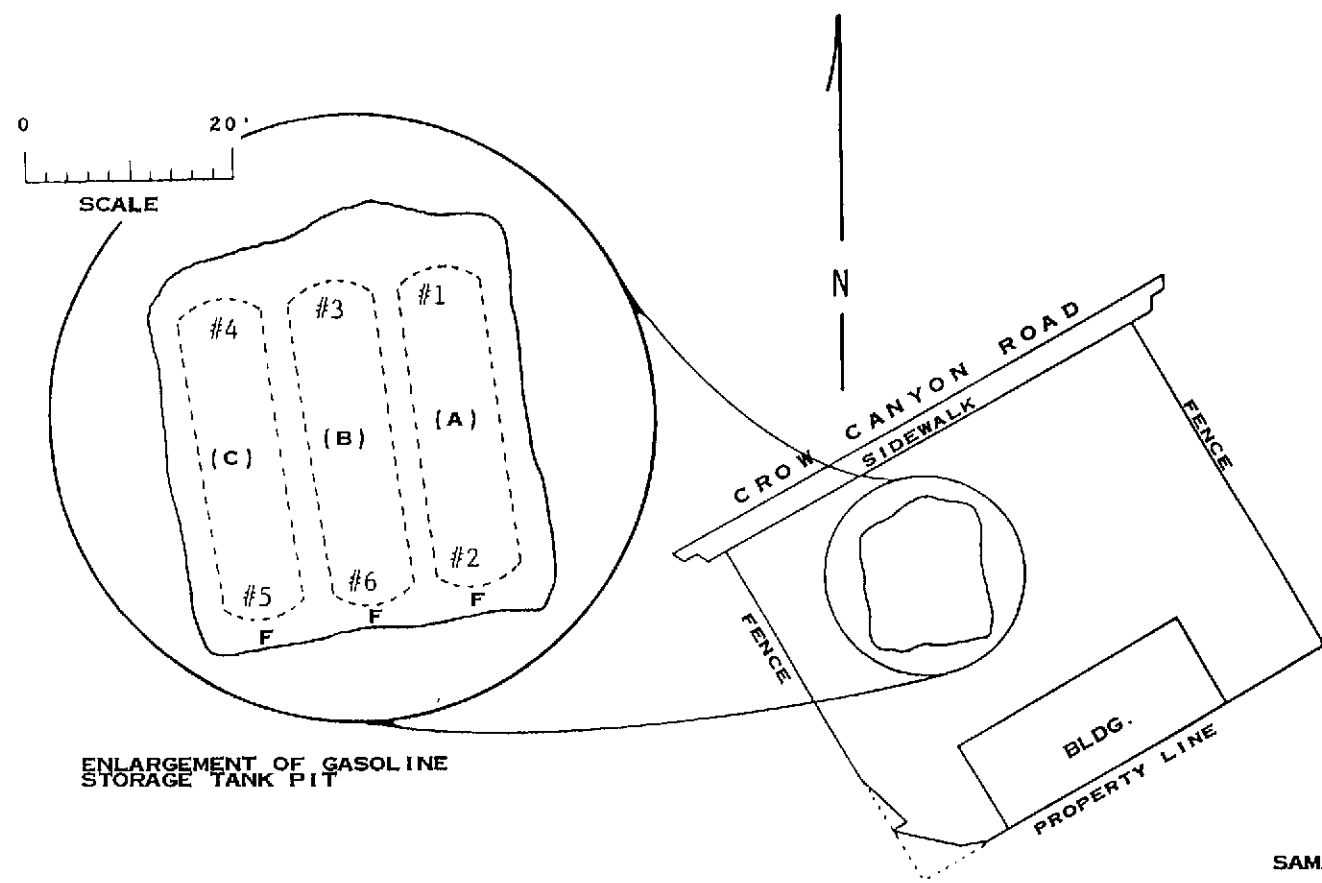 0 20'
SCALE
#4 #3 #1
(C) (B) (A)
#5 #6 #2
F F F
ENLARGEMENT OF GASOLINE
STORAGE TANK PIT
N
CROW CANYON ROAD
SIDEWALK
FENCE
FENCE
BLDG.
PROPERTY LINE
SAM